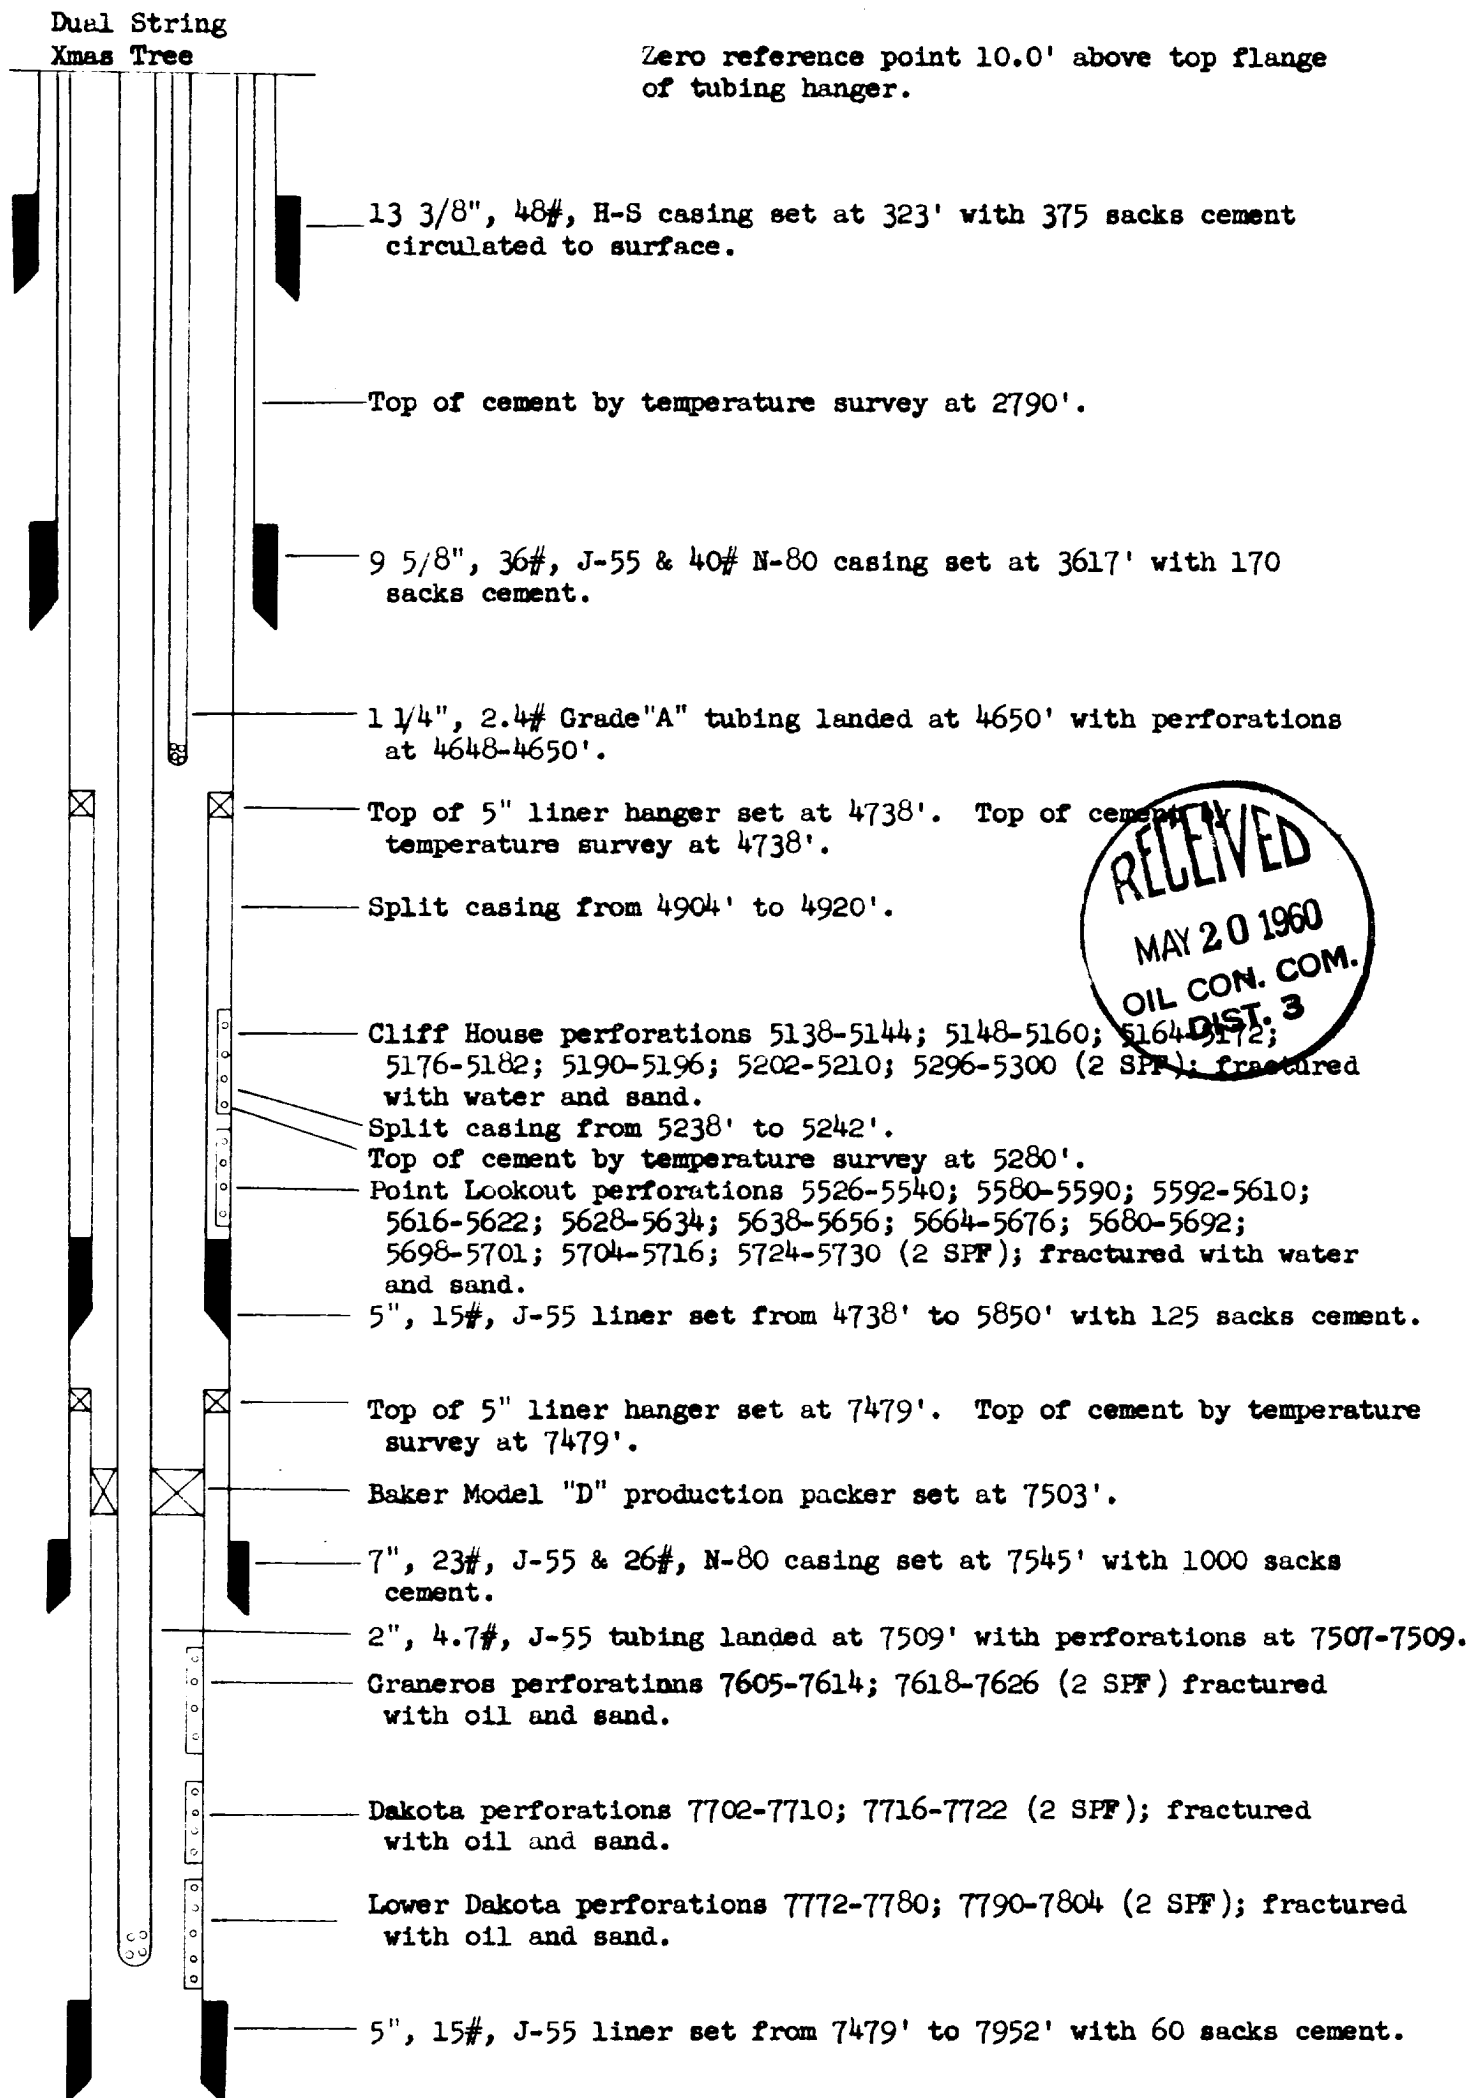 Dual String
Xmas Tree
Zero reference point 10.0' above top flange
of tubing hanger.
13 3/8", 48#, H-S casing set at 323' with 375 sacks cement
circulated to surface.
Top of cement by temperature survey at 2790'.
9 5/8", 36#, J-55 & 40# N-80 casing set at 3617' with 170
sacks cement.
1 1/4", 2.4# Grade"A" tubing landed at 4650' with perforations
at 4648-4650'.
Top of 5" liner hanger set at 4738'. Top of cement by
temperature survey at 4738'.
Split casing from 4904' to 4920'.
RECEIVED
MAY 20 1960
OIL CON. COM.
DIST. 3
Cliff House perforations 5138-5144; 5148-5160; 5164-5172;
5176-5182; 5190-5196; 5202-5210; 5296-5300 (2 SPF); fractured
with water and sand.
Split casing from 5238' to 5242'.
Top of cement by temperature survey at 5280'.
Point Lookout perforations 5526-5540; 5580-5590; 5592-5610;
5616-5622; 5628-5634; 5638-5656; 5664-5676; 5680-5692;
5698-5701; 5704-5716; 5724-5730 (2 SPF); fractured with water
and sand.
5", 15#, J-55 liner set from 4738' to 5850' with 125 sacks cement.
Top of 5" liner hanger set at 7479'. Top of cement by temperature
survey at 7479'.
Baker Model "D" production packer set at 7503'.
7", 23#, J-55 & 26#, N-80 casing set at 7545' with 1000 sacks
cement.
2", 4.7#, J-55 tubing landed at 7509' with perforations at 7507-7509.
Graneros perforations 7605-7614; 7618-7626 (2 SPF) fractured
with oil and sand.
Dakota perforations 7702-7710; 7716-7722 (2 SPF); fractured
with oil and sand.
Lower Dakota perforations 7772-7780; 7790-7804 (2 SPF); fractured
with oil and sand.
5", 15#, J-55 liner set from 7479' to 7952' with 60 sacks cement.